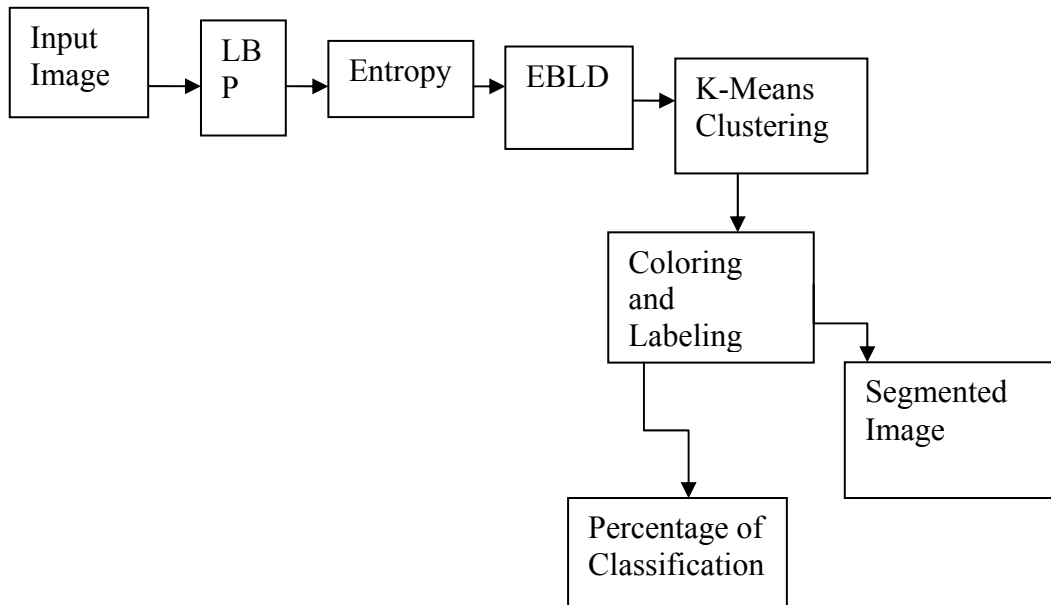 Input
Image
LB
P
Entropy
EBLD
K-Means
Clustering
Coloring
and
Labeling
Segmented
Image
Percentage of
Classification